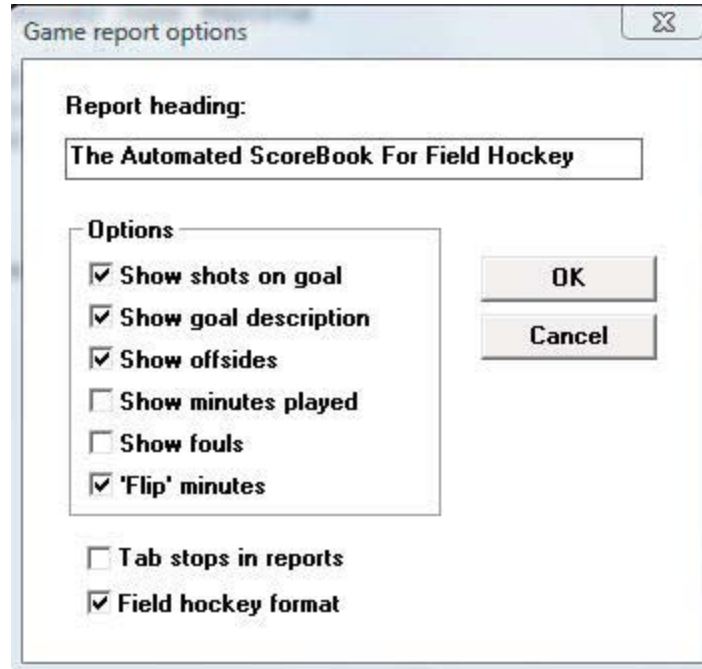 Game report options
Report heading:
The Automated ScoreBook For Field Hockey
Options
Show shots on goal
Show goal description
Show offsides
Show minutes played
Show fouls
'Flip' minutes
OK
Cancel
Tab stops in reports
Field hockey format